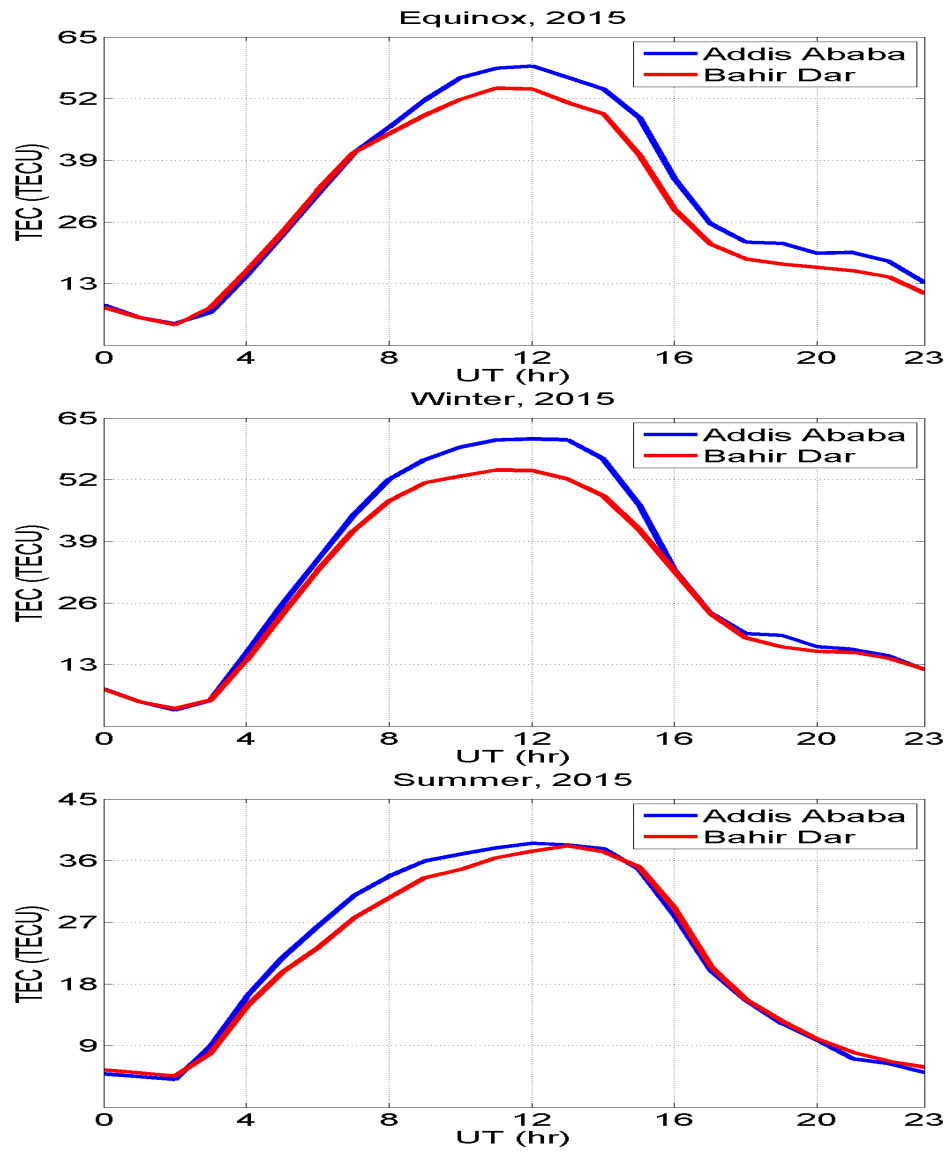 Equinox, 2015
65
52
39
26
13
TEC (TECU)
Addis Ababa
Bahir Dar
0 4 8 12 16 20 23
UT (hr)
Winter, 2015
65
52
39
26
13
TEC (TECU)
Addis Ababa
Bahir Dar
0 4 8 12 16 20 23
UT (hr)
Summer, 2015
45
36
27
18
9
TEC (TECU)
Addis Ababa
Bahir Dar
0 4 8 12 16 20 23
UT (hr)